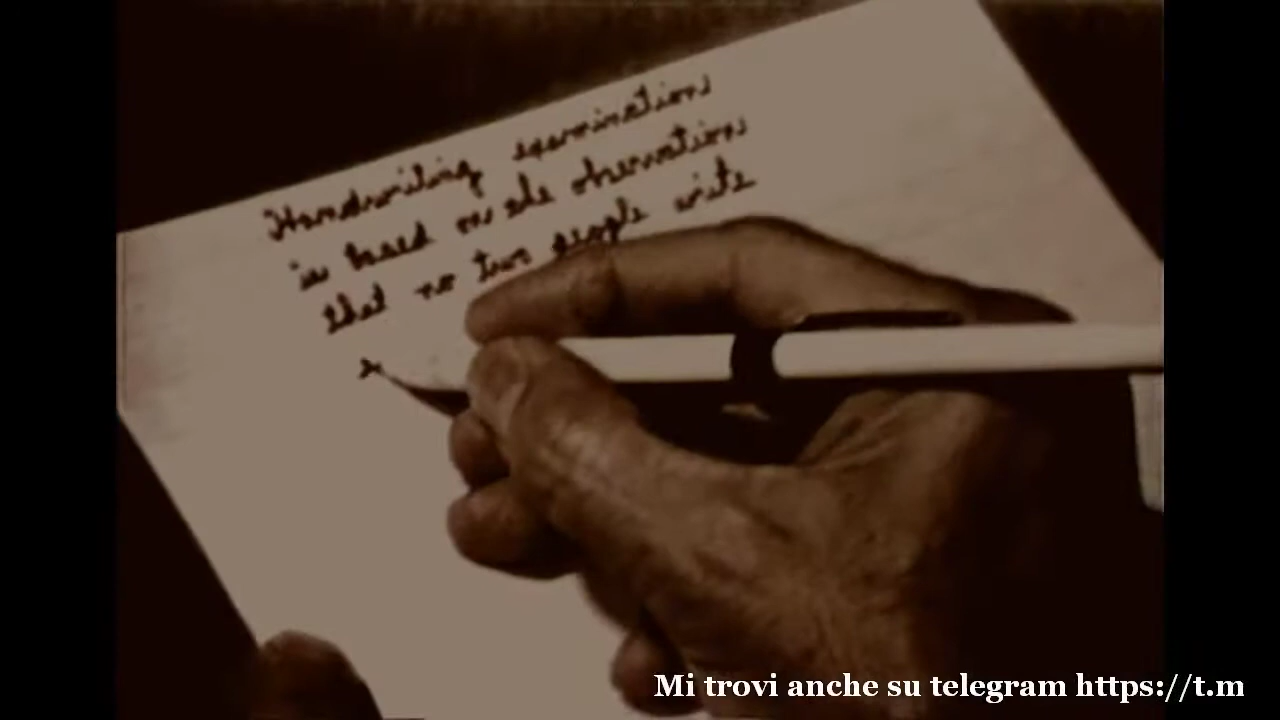 Handwriting examination
is based on the observation
that no two people write
Mi trovi anche su telegram https://t.m